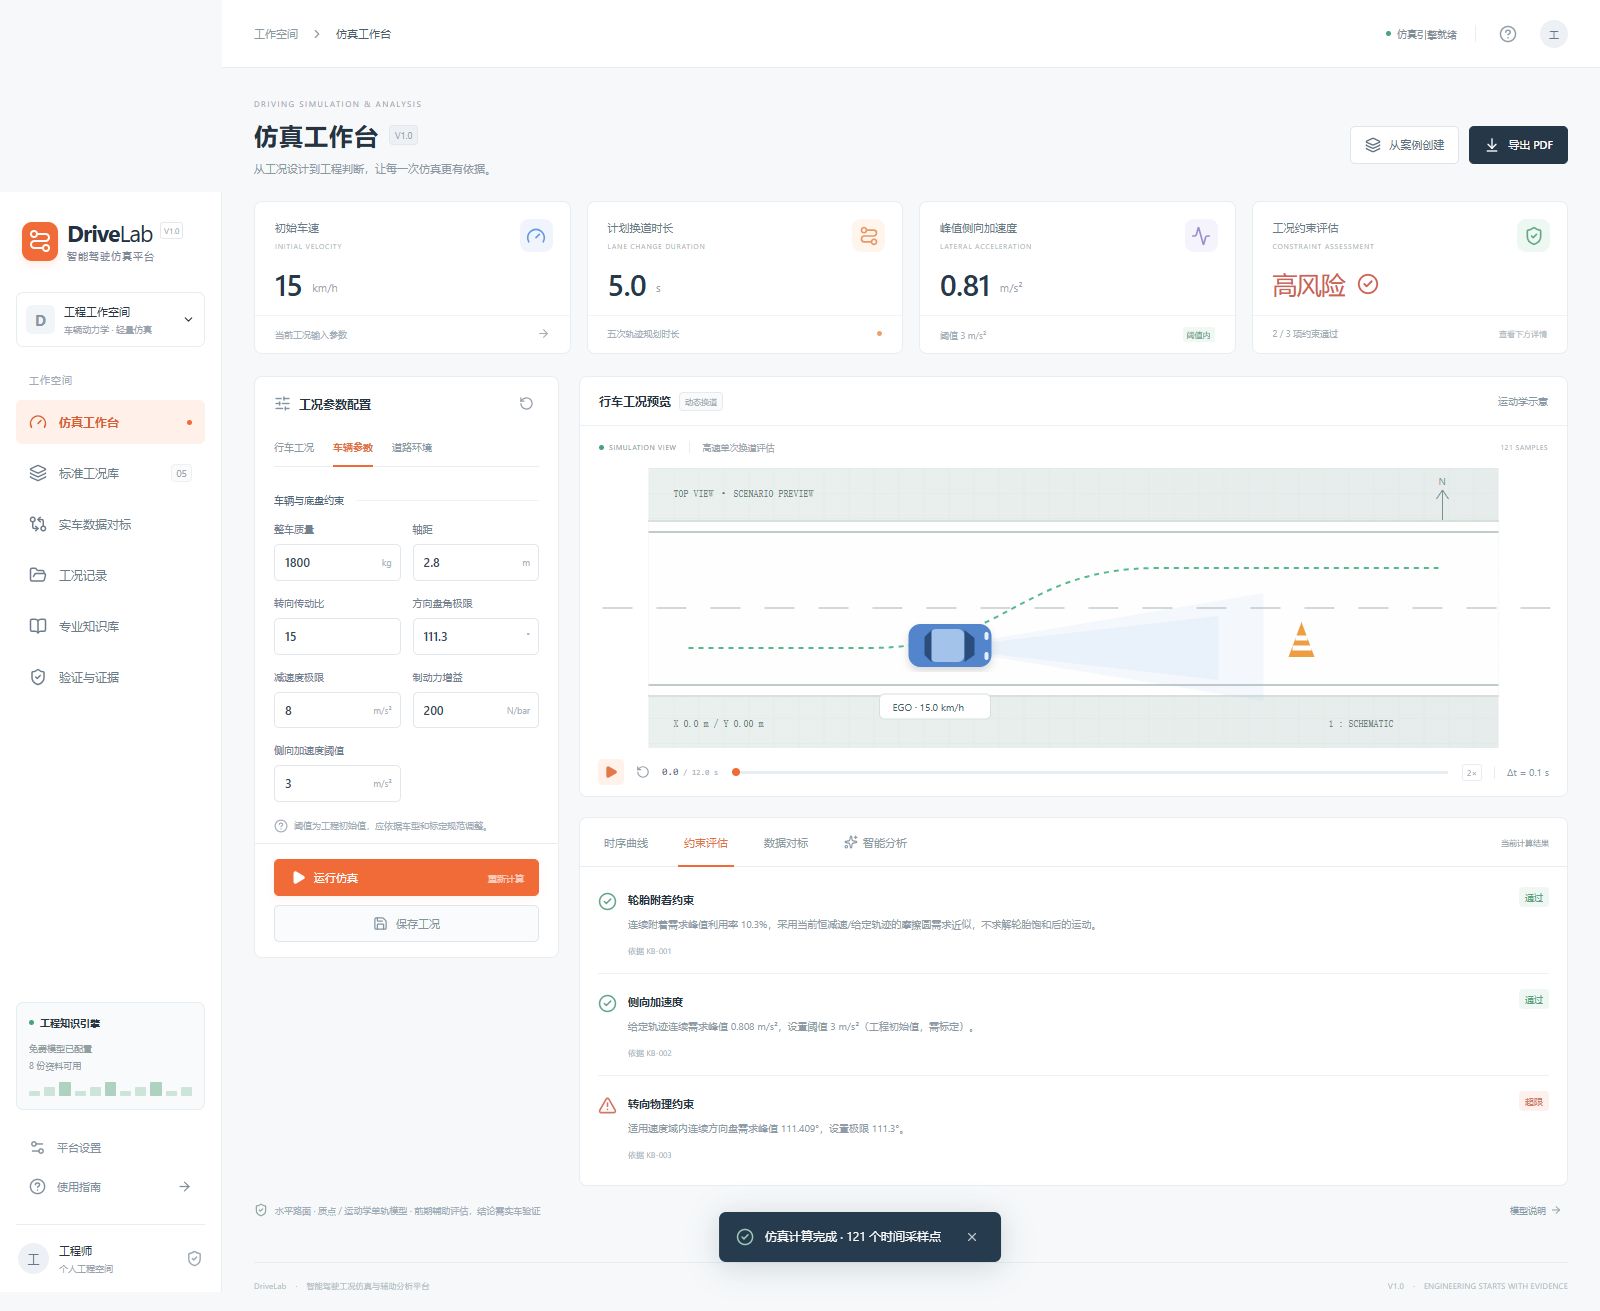 工作空间 > 仿真工作台
仿真引擎就绪
工
DRIVING SIMULATION & ANALYSIS
仿真工作台 V1.0
从工况设计到工程判断，让每一次仿真更有依据。
从案例创建
导出 PDF
DriveLab V1.0
智能驾驶仿真平台
D
工程工作空间
车辆动力学 · 轻量仿真
工作空间
仿真工作台
标准工况库 05
实车数据对标
工况记录
专业知识库
验证与证据
工程知识引擎
免费模型已配置
8 份资料可用
平台设置
使用指南
工
工程师
个人工程空间
初始车速
INITIAL VELOCITY
15 km/h
当前工况输入参数
计划换道时长
LANE CHANGE DURATION
5.0 s
五次轨迹规划时长
峰值侧向加速度
LATERAL ACCELERATION
0.81 m/s²
阈值 3 m/s² 阈值内
工况约束评估
CONSTRAINT ASSESSMENT
高风险
2 / 3 项约束通过 查看下方详情
工况参数配置
行车工况 车辆参数 道路环境
车辆与底盘约束
整车质量 轴距
1800 kg 2.8 m
转向传动比 方向盘角极限
15 111.3 °
减速度极限 制动力增益
8 m/s² 200 N/bar
侧向加速度阈值
3 m/s²
阈值为工程初始值，应依据车型和标定规范调整。
运行仿真 重新计算
保存工况
行车工况预览 动态换道 运动学示意
SIMULATION VIEW 高速单次换道评估 121 SAMPLES
TOP VIEW • SCENARIO PREVIEW
N
EGO · 15.0 km/h
X 0.0 m / Y 0.00 m
1 : SCHEMATIC
0.0 / 12.0 s 2× Δt = 0.1 s
时序曲线 约束评估 数据对标 智能分析 当前计算结果
轮胎附着约束 通过
连续附着需求峰值利用率 10.3%，采用当前恒减速/给定轨迹的摩擦圆需求近似，不求解轮胎饱和后的运动。
依据 KB-001
侧向加速度 通过
给定轨迹连续需求峰值 0.808 m/s²，设置阈值 3 m/s²（工程初始值，需标定）。
依据 KB-002
转向物理约束 超限
适用速度域内连续方向盘需求峰值 111.409°，设置极限 111.3°。
依据 KB-003
水平路面 · 质点 / 运动学单轨模型 · 前期辅助评估，结论需实车验证
模型说明
仿真计算完成 · 121 个时间采样点 ×
DriveLab · 智能驾驶工况仿真与辅助分析平台
V1.0 · ENGINEERING STARTS WITH EVIDENCE